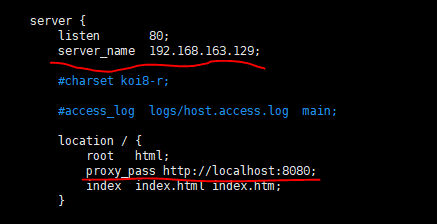 server {
listen 80;
server_name 192.168.163.129;
#charset koi8-r;
#access_log logs/host.access.log main;
location / {
root html;
proxy_pass http://localhost:8080;
index index.html index.htm;
}